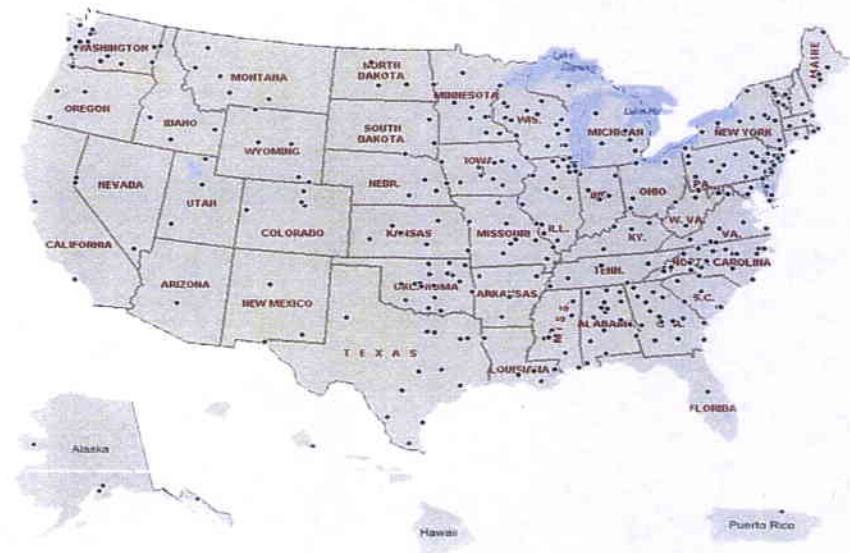 WASHINGTON
OREGON
IDAHO
MONTANA
NORTH
DAKOTA
SOUTH
DAKOTA
MINNESOTA
WIS.
MICHIGAN
Lake
NEW YORK
MAINE
WYOMING
NEBR.
IOWA
ILL.
OHIO
PA.
NEVADA
UTAH
COLORADO
KANSAS
MISSOURI
KY.
W. VA.
VA.
CALIFORNIA
ARIZONA
NEW MEXICO
OKLAHOMA
ARKANSAS
TENN.
CAROLINA
S.C.
TEXAS
LOUISIANA
MISS
ALABAMA
FLORIDA
Alaska
Hawaii
Puerto Rico